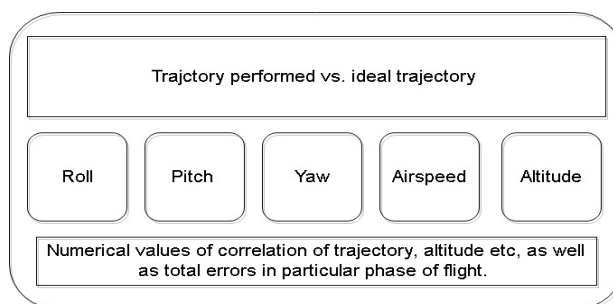 Trajctory performed vs. ideal trajectory
Roll
Pitch
Yaw
Airspeed
Altitude
Numerical values of correlation of trajectory, altitude etc, as well
as total errors in particular phase of flight.